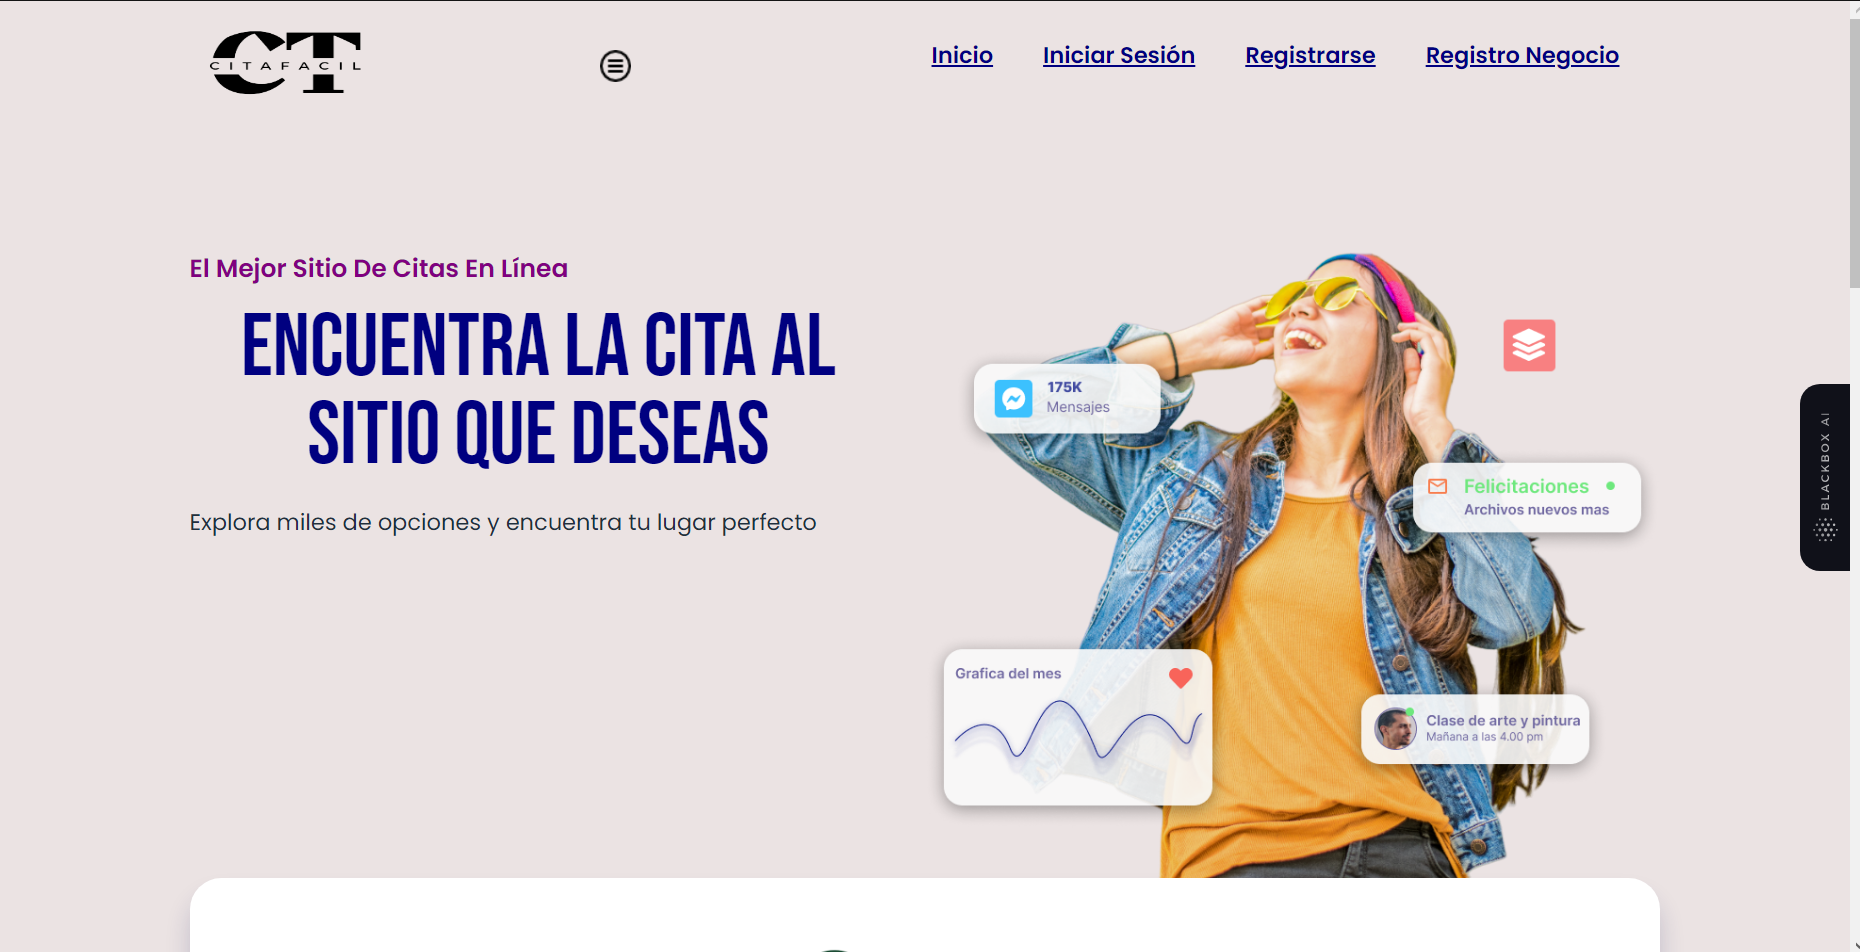 CT
CITAFACIL
Inicio
Iniciar Sesión
Registrarse
Registro Negocio
El Mejor Sitio De Citas En Línea
ENCUENTRA LA CITA AL
SITIO QUE DESEAS
Explora miles de opciones y encuentra tu lugar perfecto
175K
Mensajes
Felicitaciones
Archivos nuevos mas
Grafica del mes
Clase de arte y pintura
Mañana a las 4.00 pm
BLACKBOX AI